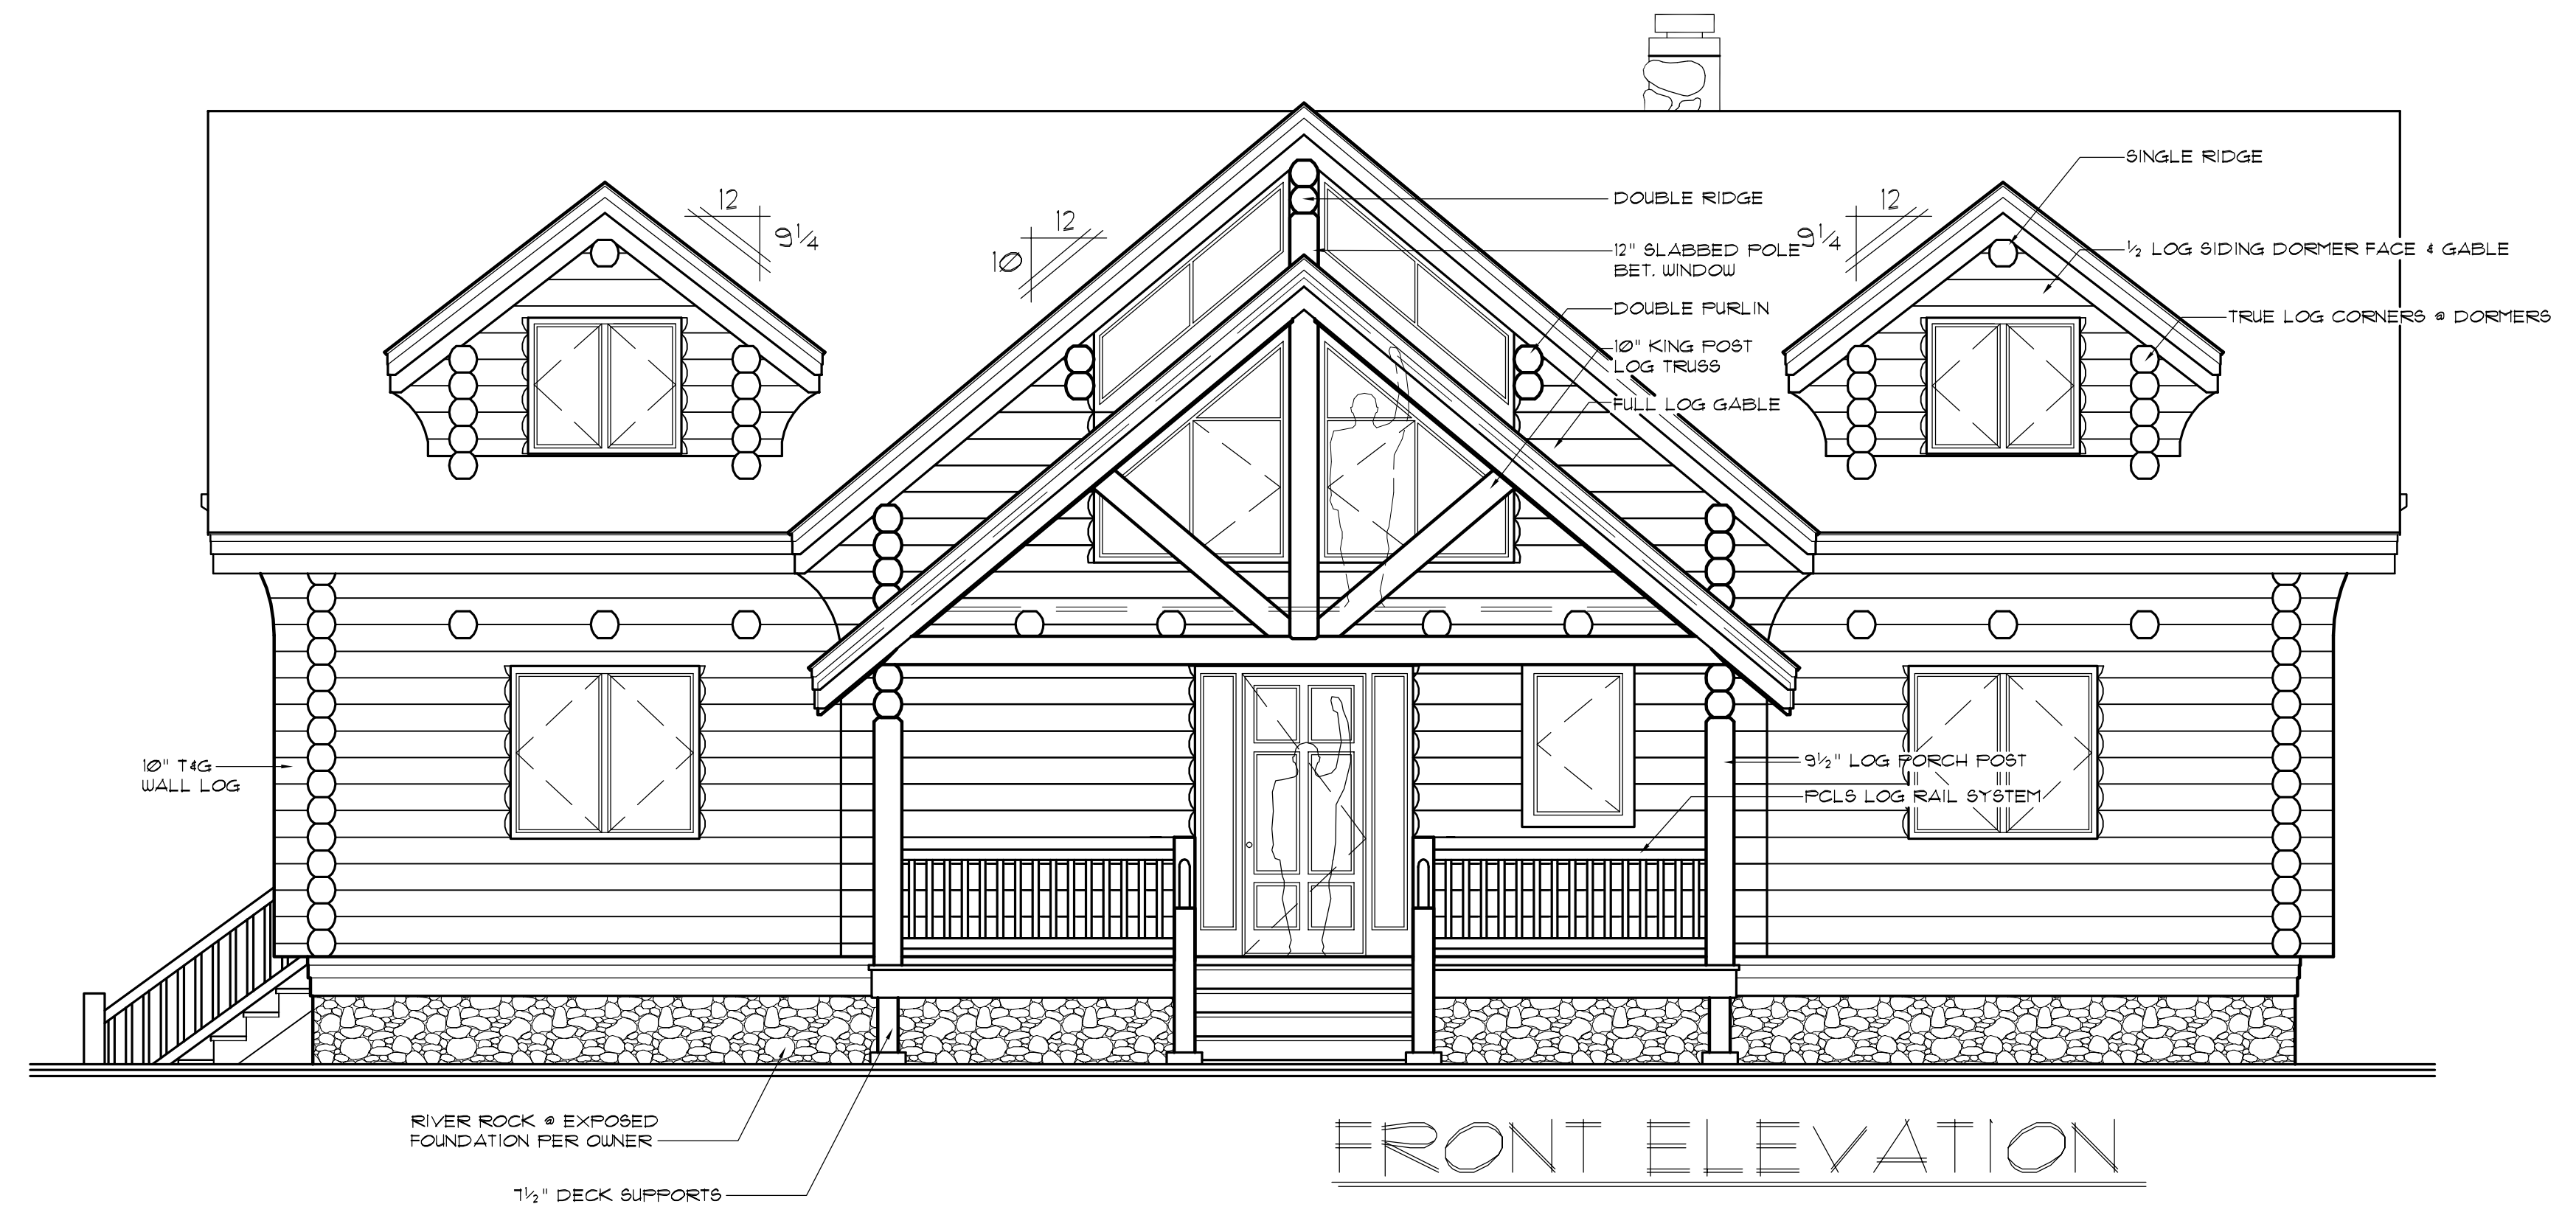 SINGLE RIDGE
12
9¼
12
10
DOUBLE RIDGE
12" SLABBED POLE
BET. WINDOW
12
9¼
½ LOG SIDING DORMER FACE & GABLE
DOUBLE PURLIN
TRUE LOG CORNERS @ DORMERS
10" KING POST
LOG TRUSS
FULL LOG GABLE
10" T&G
WALL LOG
9½" LOG PORCH POST
PCLS LOG RAIL SYSTEM
RIVER ROCK @ EXPOSED
FOUNDATION PER OWNER
7½" DECK SUPPORTS
FRONT ELEVATION